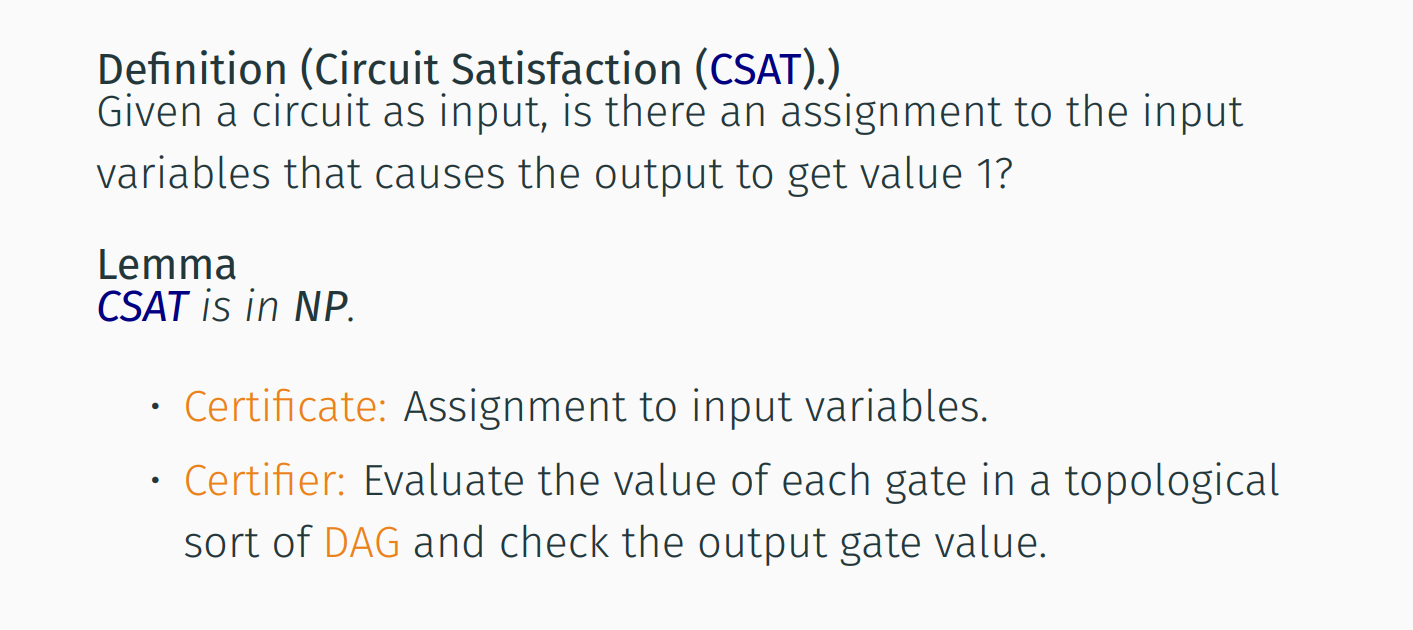 Definition (Circuit Satisfaction (CSAT).)
Given a circuit as input, is there an assignment to the input
variables that causes the output to get value 1?
Lemma
CSAT is in NP.
• Certificate: Assignment to input variables.
• Certifier: Evaluate the value of each gate in a topological
sort of DAG and check the output gate value.